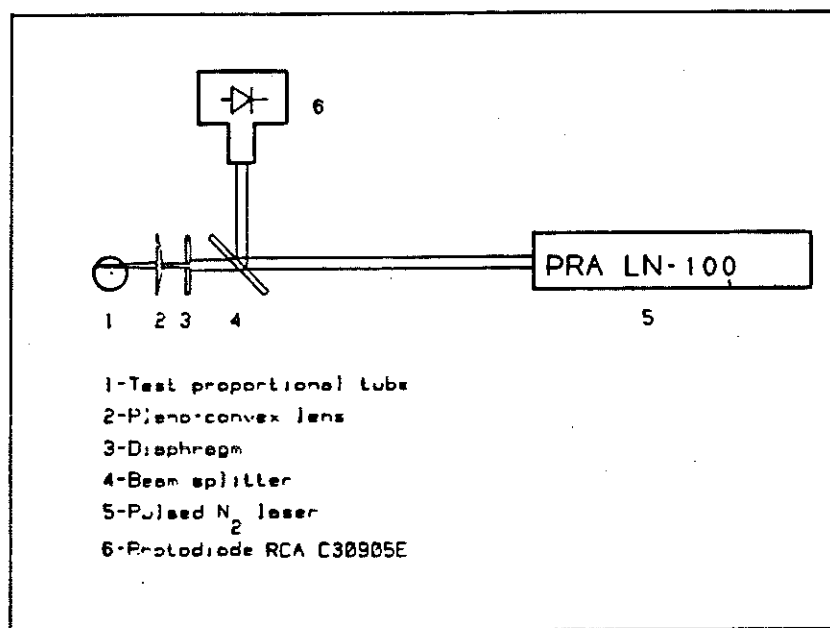 6
PRA LN-100
1 2 3 4 5
1-Test proportional tube
2-Plano-convex lens
3-Diaphragm
4-Beam splitter
5-Pulsed N2 laser
6-Photodiode RCA C30905E